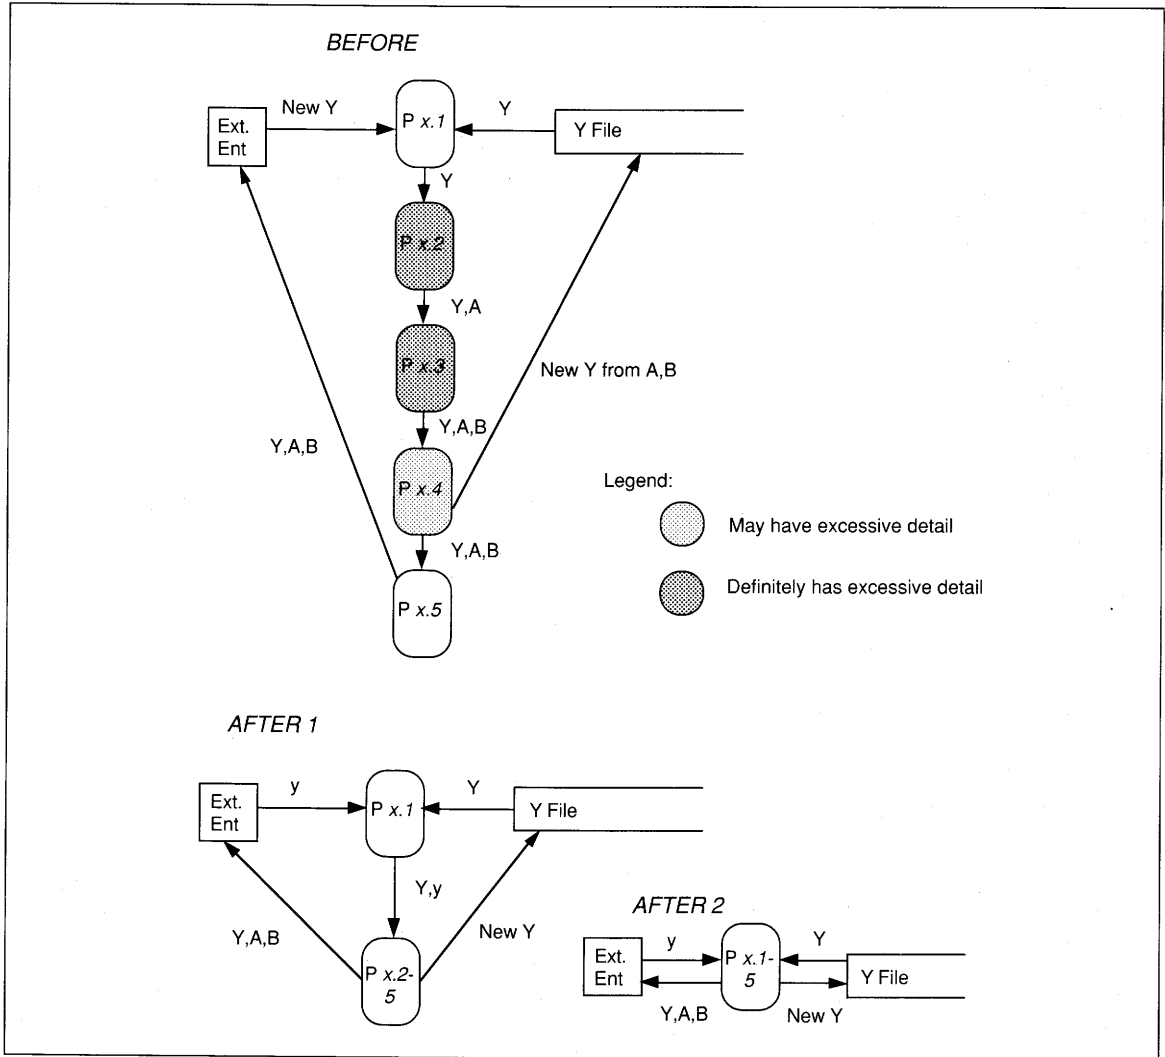 BEFORE
New Y
Y
P x.1
Ext.
Ent
Y File
Y
P x.2
Y,A
P x.3
New Y from A,B
Y,A,B
Y,A,B
P x.4
Legend:
May have excessive detail
Y,A,B
Definitely has excessive detail
P x.5
AFTER 1
y
Y
Ext.
Ent
P x.1
Y File
Y,y
Y,A,B
New Y
P x.2-
5
AFTER 2
y
Y
Ext.
Ent
P x.1-
5
Y File
Y,A,B
New Y